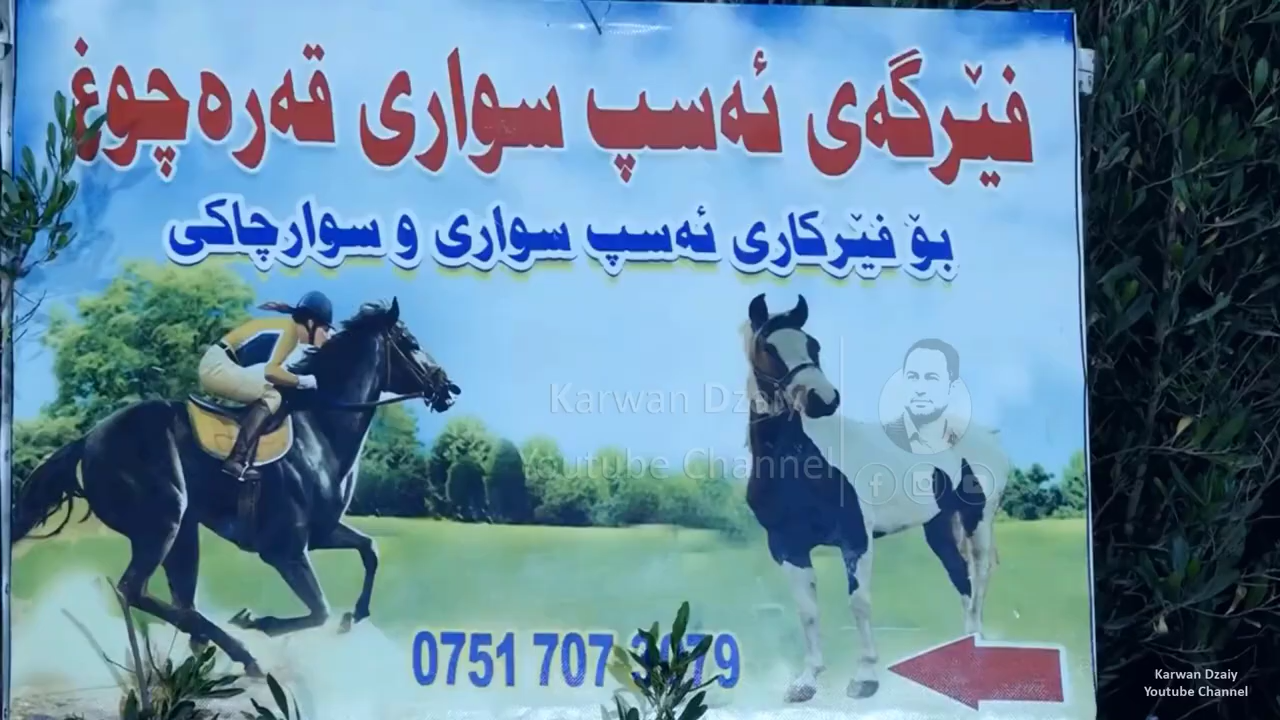 فێرگەی ئەسپ سواری قەرەچوغ
بۆ فێرکاری ئەسپ سواری و سوارچاکی
Karwan Dzaiy
Youtube Channel
0751 707 3079
Karwan Dzaiy
Youtube Channel